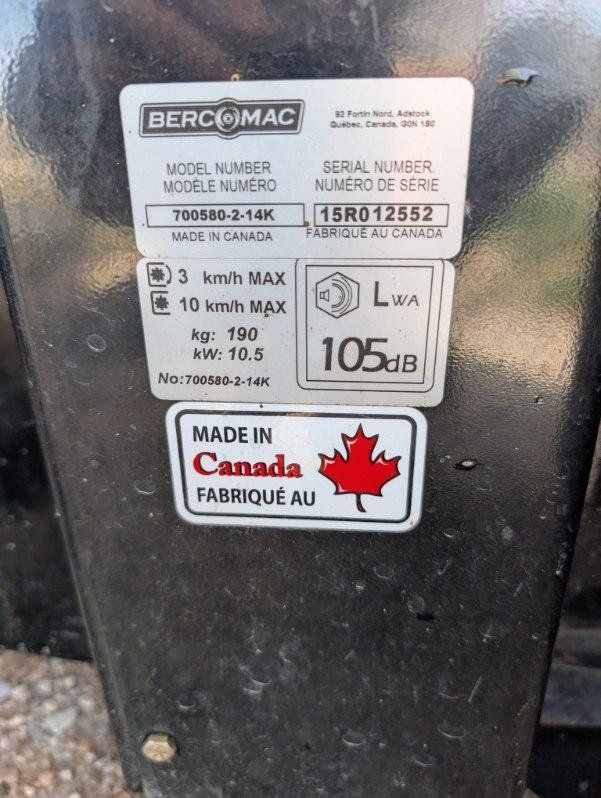 BERCOMAC
92 Fortin Nord, Adstock
Québec, Canada, G0N 1S0
MODEL NUMBER
MODÈLE NUMÉRO
SERIAL NUMBER
NUMÉRO DE SÉRIE
700580-2-14K
15R012552
MADE IN CANADA
FABRIQUÉ AU CANADA
3 km/h MAX
10 km/h MAX
kg: 190
kW: 10.5
No:700580-2-14K
LWA
105dB
MADE IN
Canada
FABRIQUÉ AU